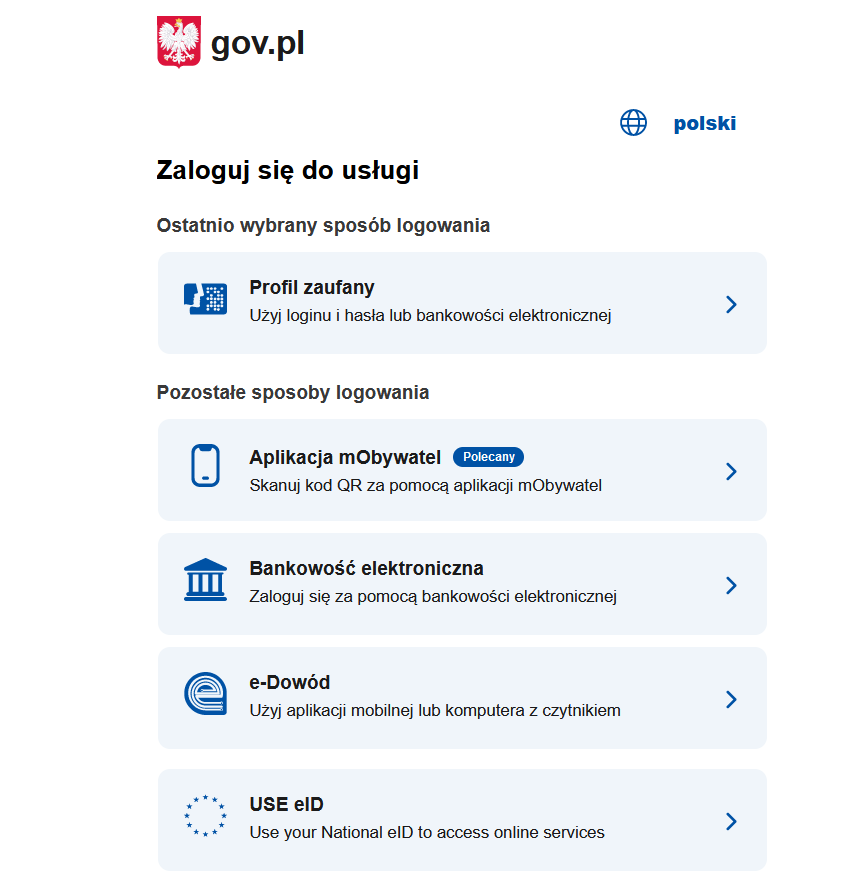 gov.pl
polski
Zaloguj się do usługi
Ostatnio wybrany sposób logowania
Profil zaufany
Użyj loginu i hasła lub bankowości elektronicznej
Pozostałe sposoby logowania
Aplikacja mObywatel Polecany
Skanuj kod QR za pomocą aplikacji mObywatel
Bankowość elektroniczna
Zaloguj się za pomocą bankowości elektronicznej
e-Dowód
Użyj aplikacji mobilnej lub komputera z czytnikiem
USE eID
Use your National eID to access online services